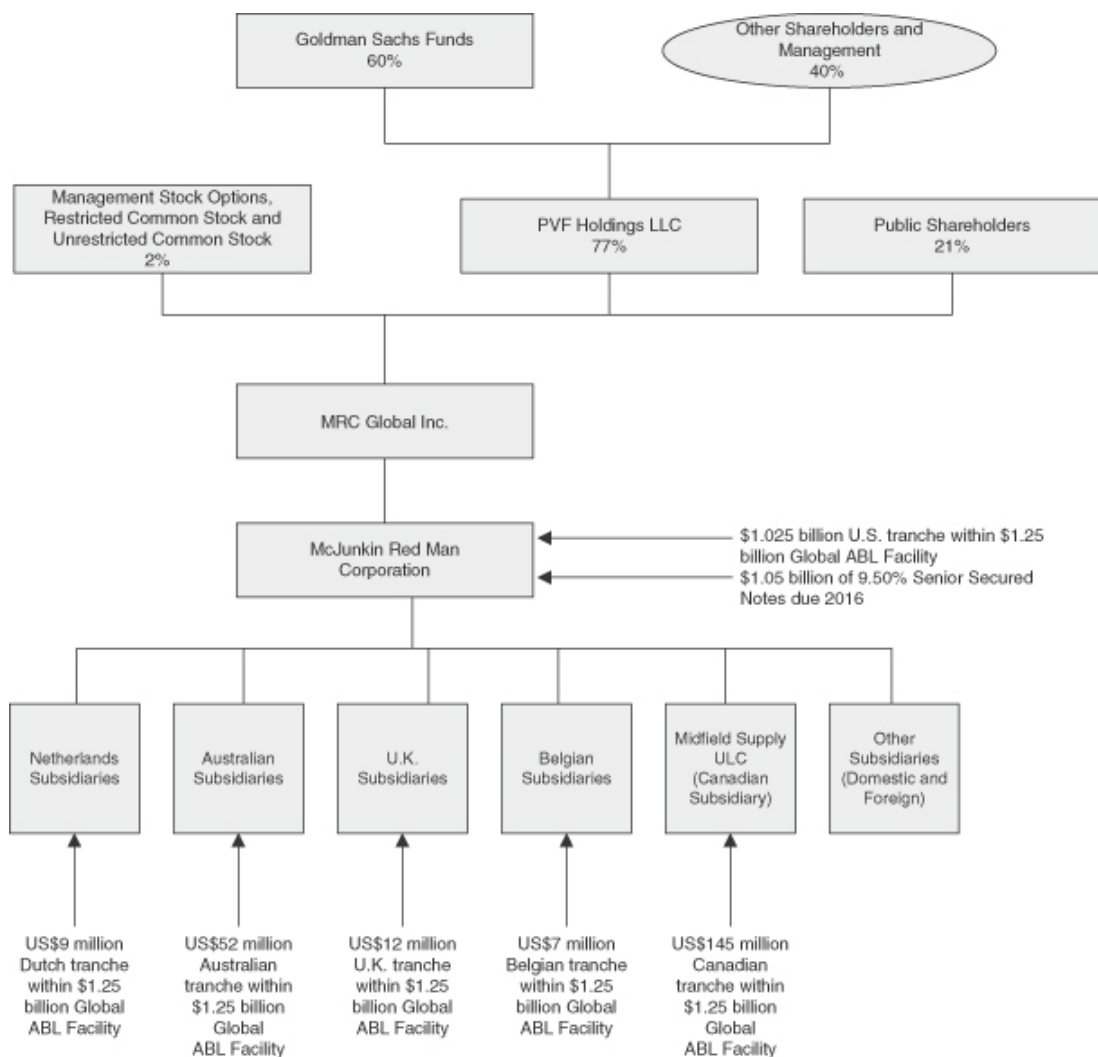 Goldman Sachs Funds
60%
Other Shareholders and
Management
40%
Management Stock Options,
Restricted Common Stock and
Unrestricted Common Stock
2%
PVF Holdings LLC
77%
Public Shareholders
21%
MRC Global Inc.
McJunkin Red Man
Corporation
$1.025 billion U.S. tranche within $1.25
billion Global ABL Facility
$1.05 billion of 9.50% Senior Secured
Notes due 2016
Netherlands
Subsidiaries
Australian
Subsidiaries
U.K.
Subsidiaries
Belgian
Subsidiaries
Midfield Supply
ULC
(Canadian
Subsidiary)
Other
Subsidiaries
(Domestic and
Foreign)
US$9 million
Dutch tranche
within $1.25
billion Global
ABL Facility
US$52 million
Australian
tranche within
$1.25 billion
Global
ABL Facility
US$12 million
U.K. tranche
within $1.25
billion Global
ABL Facility
US$7 million
Belgian tranche
within $1.25
billion Global
ABL Facility
US$145 million
Canadian
tranche within
$1.25 billion
Global
ABL Facility